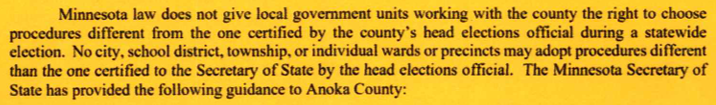 Minnesota law does not give local government units working with the county the right to choose
procedures different from the one certified by the county's head elections official during a statewide
election. No city, school district, township, or individual wards or precincts may adopt procedures different
than the one certified to the Secretary of State by the head elections official. The Minnesota Secretary of
State has provided the following guidance to Anoka County: